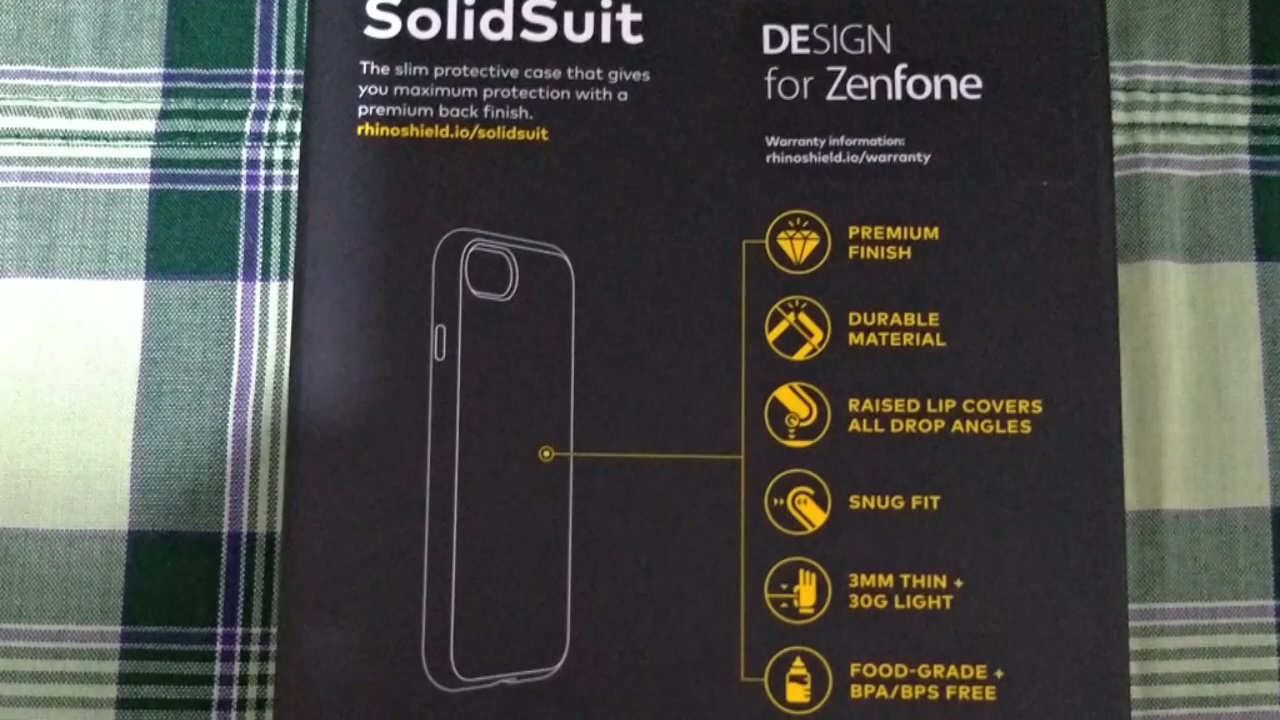 SolidSuit
The slim protective case that gives
you maximum protection with a
premium back finish.
rhinoshield.io/solidsuit
DESIGN
for Zenfone
Warranty information:
rhinoshield.io/warranty
PREMIUM
FINISH
DURABLE
MATERIAL
RAISED LIP COVERS
ALL DROP ANGLES
SNUG FIT
3MM THIN +
30G LIGHT
FOOD-GRADE +
BPA/BPS FREE